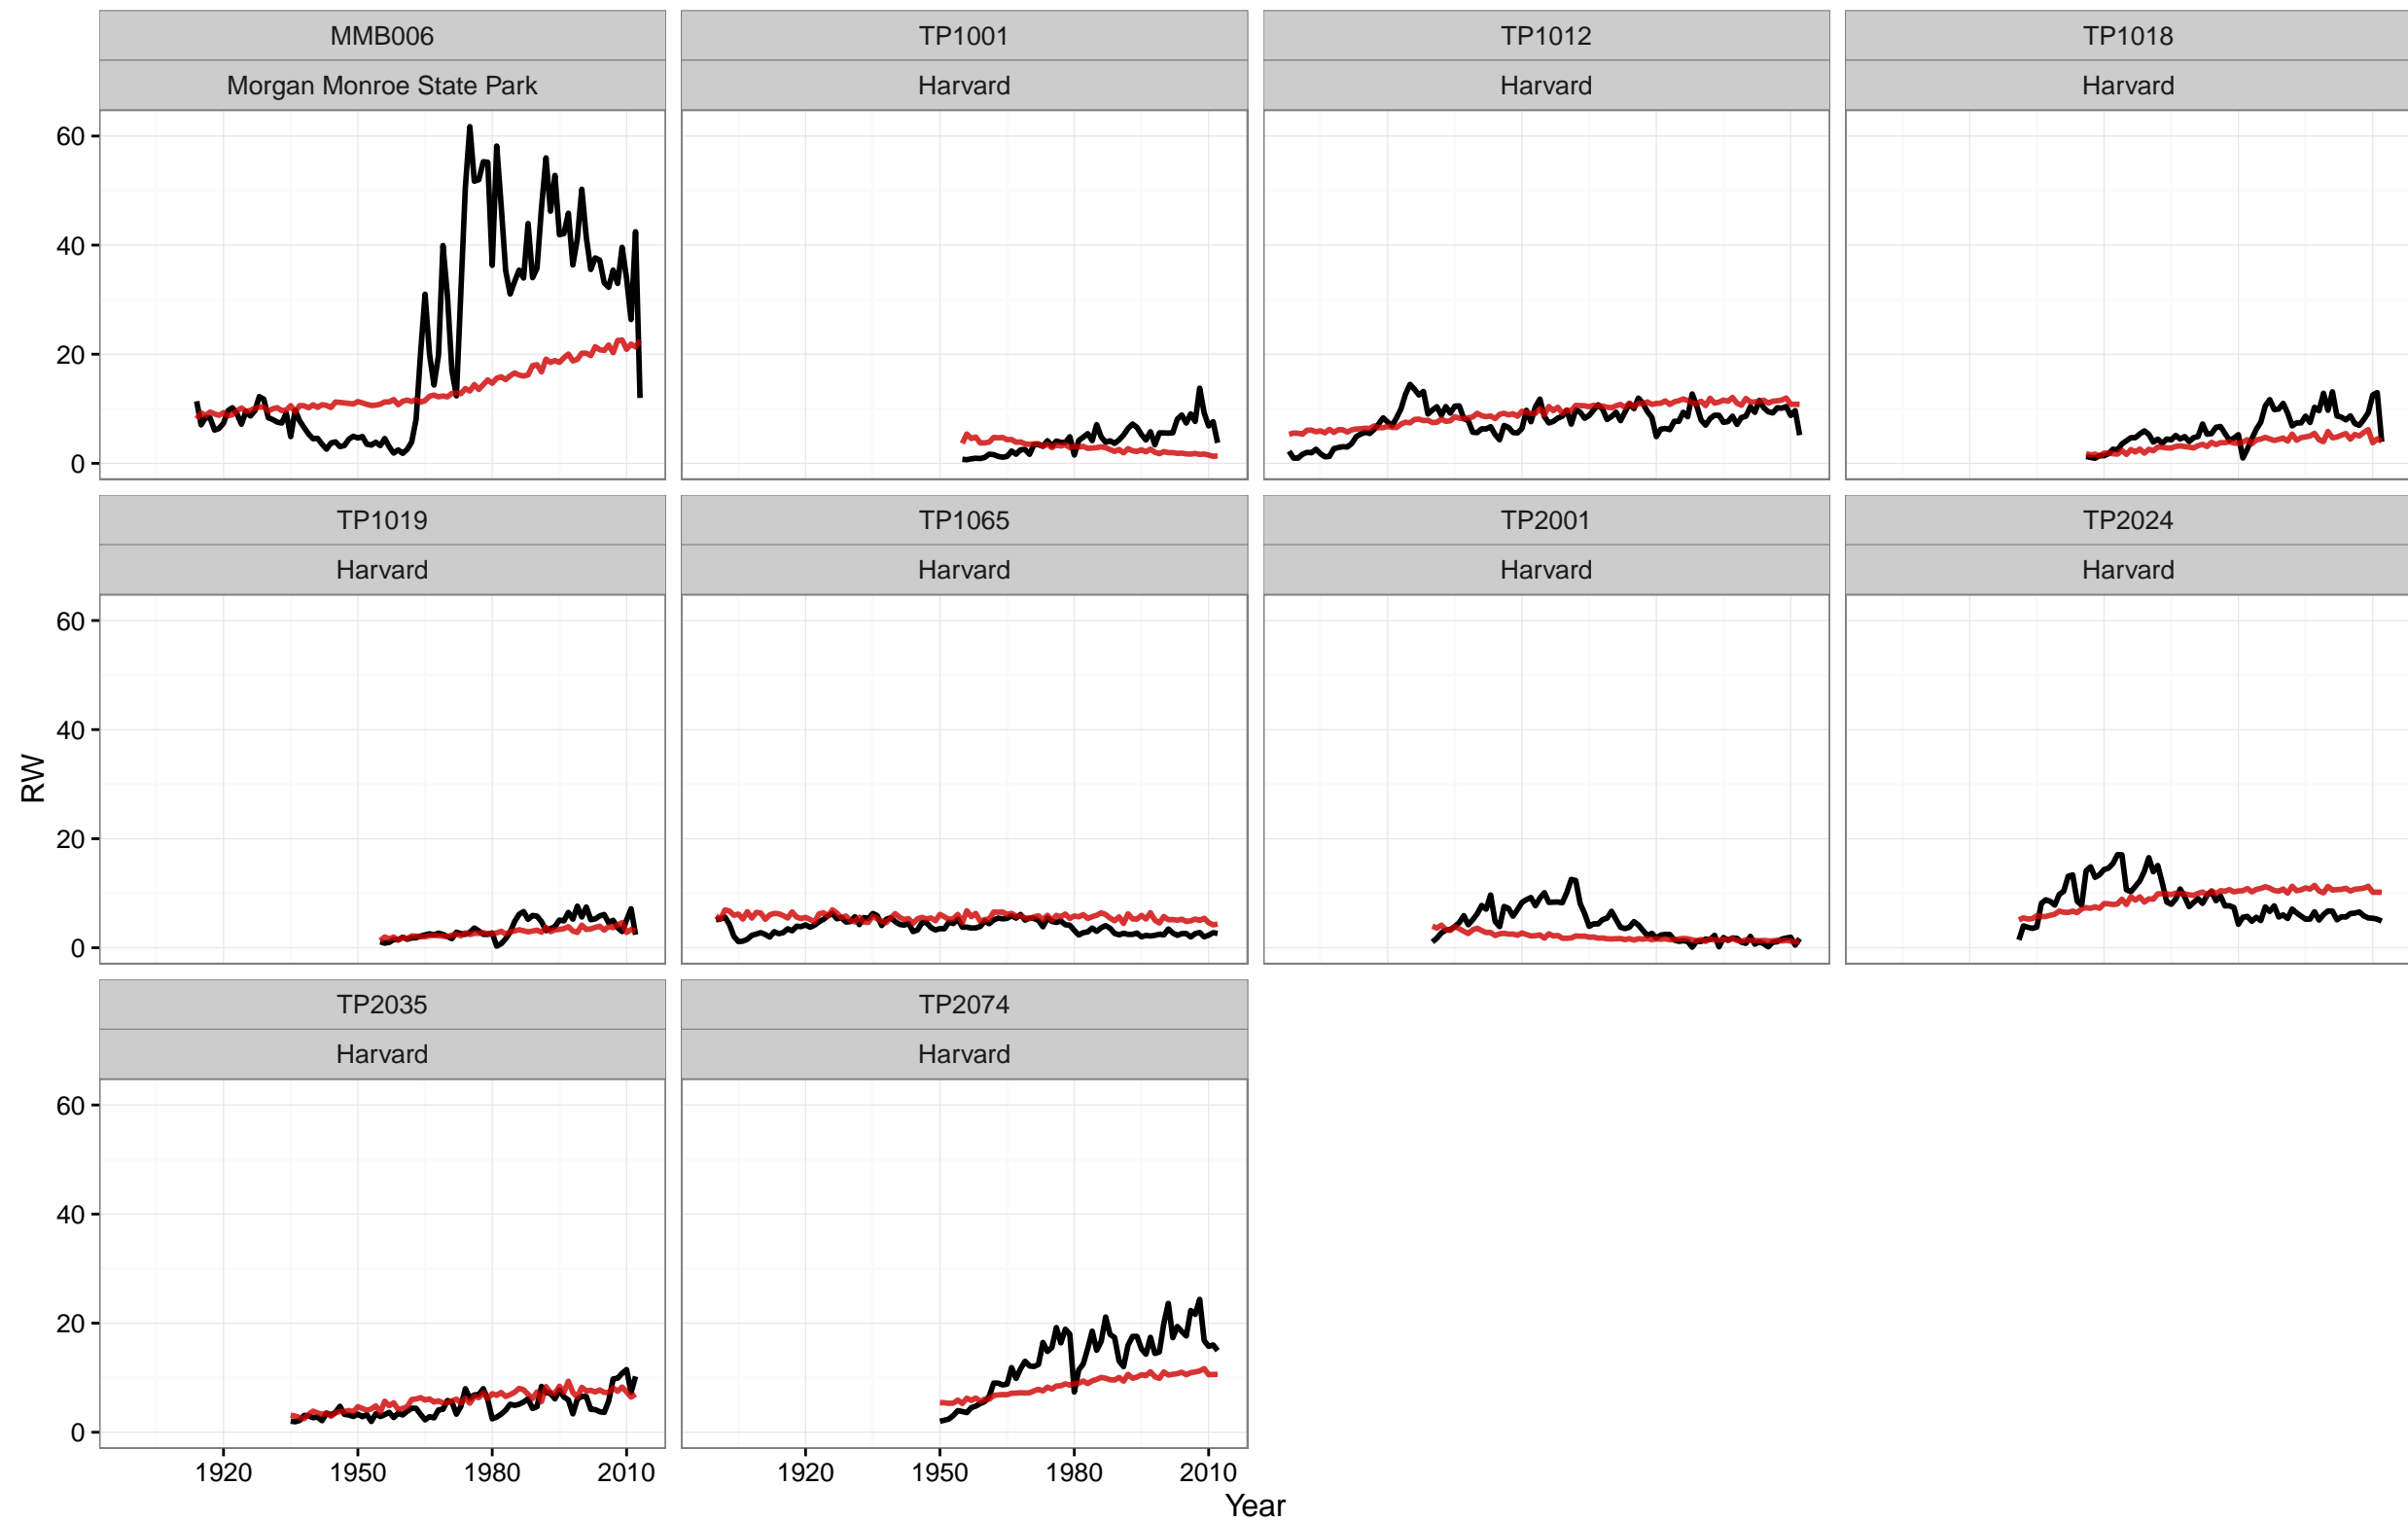 MMB006 TP1001 TP1012 TP1018
Morgan Monroe State Park Harvard Harvard Harvard
60
40
20
0
TP1019 TP1065 TP2001 TP2024
Harvard Harvard Harvard Harvard
60
40
20
0
RW
TP2035 TP2074
Harvard Harvard
60
40
20
0
1920 1950 1980 2010 1920 1950 1980 2010
Year